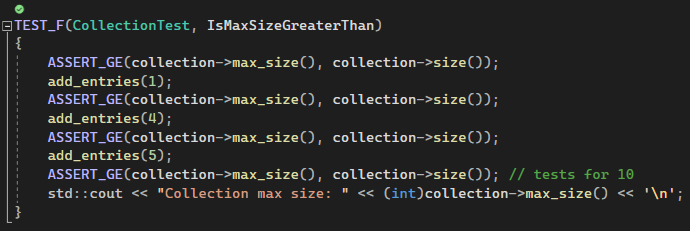 TEST_F(CollectionTest, IsMaxSizeGreaterThan)
{
    ASSERT_GE(collection->max_size(), collection->size());
    add_entries(1);
    ASSERT_GE(collection->max_size(), collection->size());
    add_entries(4);
    ASSERT_GE(collection->max_size(), collection->size());
    add_entries(5);
    ASSERT_GE(collection->max_size(), collection->size()); // tests for 10
    std::cout << "Collection max size: " << (int)collection->max_size() << '\n';
}